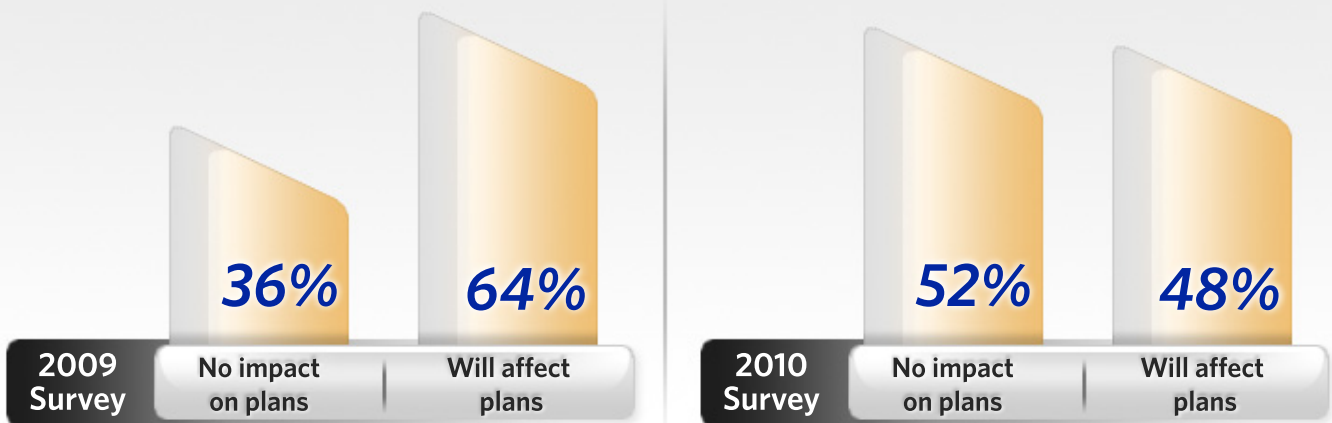 36%
64%
2009
Survey
No impact
on plans
Will affect
plans
52%
48%
2010
Survey
No impact
on plans
Will affect
plans